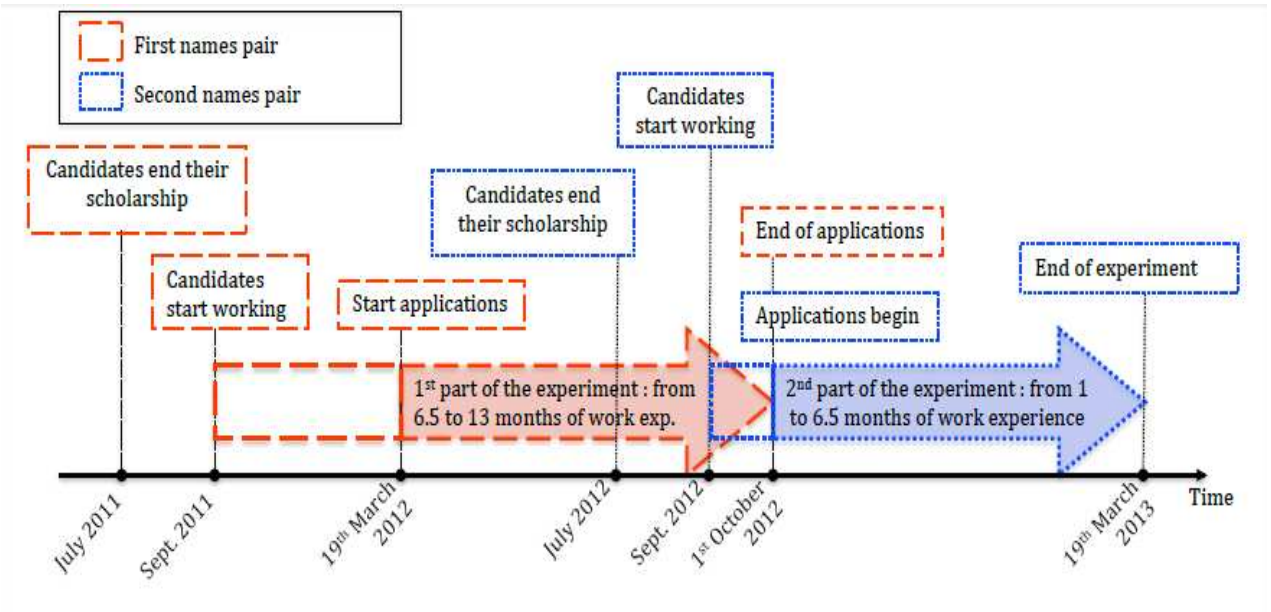 First names pair
Second names pair
Candidates
start working
Candidates end their
scholarship
Candidates end
their scholarship
End of applications
End of experiment
Candidates
start working
Start applications
Applications begin
1st part of the experiment : from
6.5 to 13 months of work exp.
2nd part of the experiment : from 1
to 6.5 months of work experience
Time
July 2011
Sept. 2011
19th March
2012
July 2012
Sept. 2012
1st October
2012
19th March
2013